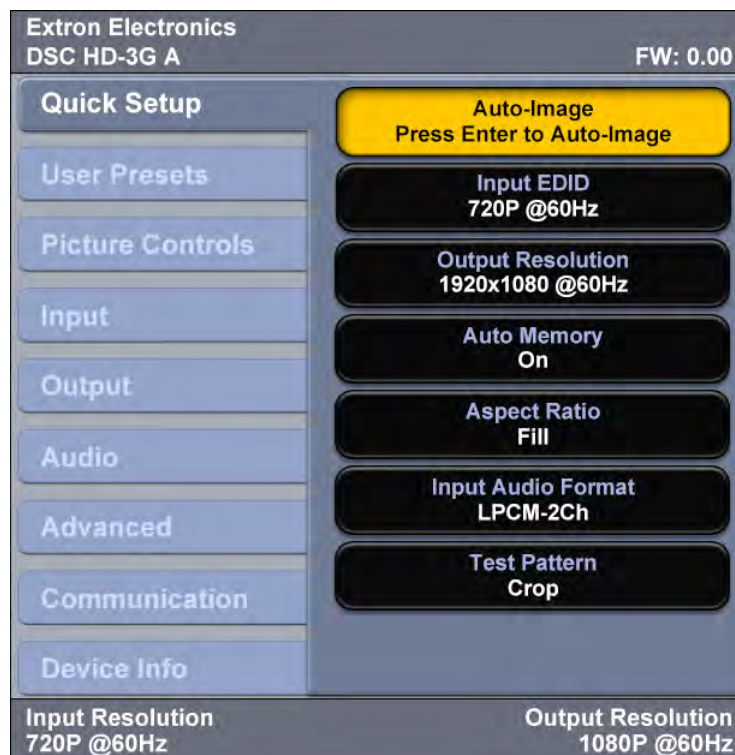 Extron Electronics
DSC HD-3G A
FW: 0.00
Quick Setup
User Presets
Picture Controls
Input
Output
Audio
Advanced
Communication
Device Info
Auto-Image
Press Enter to Auto-Image
Input EDID
720P @60Hz
Output Resolution
1920x1080 @60Hz
Auto Memory
On
Aspect Ratio
Fill
Input Audio Format
LPCM-2Ch
Test Pattern
Crop
Input Resolution
720P @60Hz
Output Resolution
1080P @60Hz